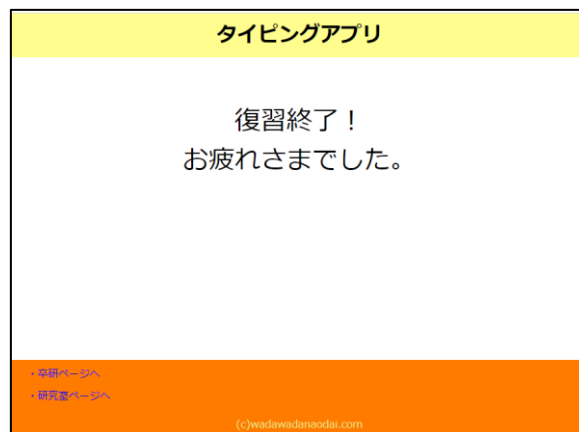 タイピングアプリ
復習終了！
お疲れさまでした。
・卒研ページへ
・研究室ページへ
(c)wadawadanaodai.com